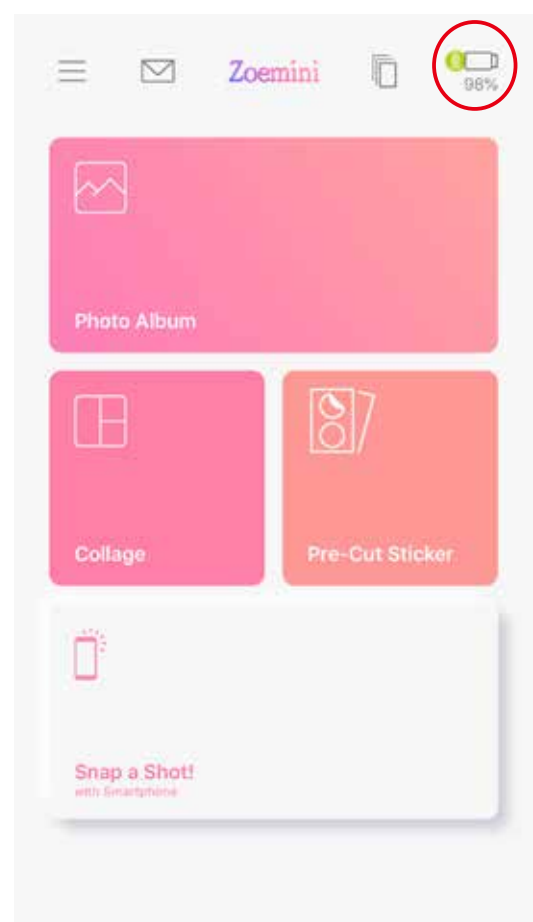 Zoemini
98%
Photo Album
Collage
Pre-Cut Sticker
Snap a Shot!
with Smartphone